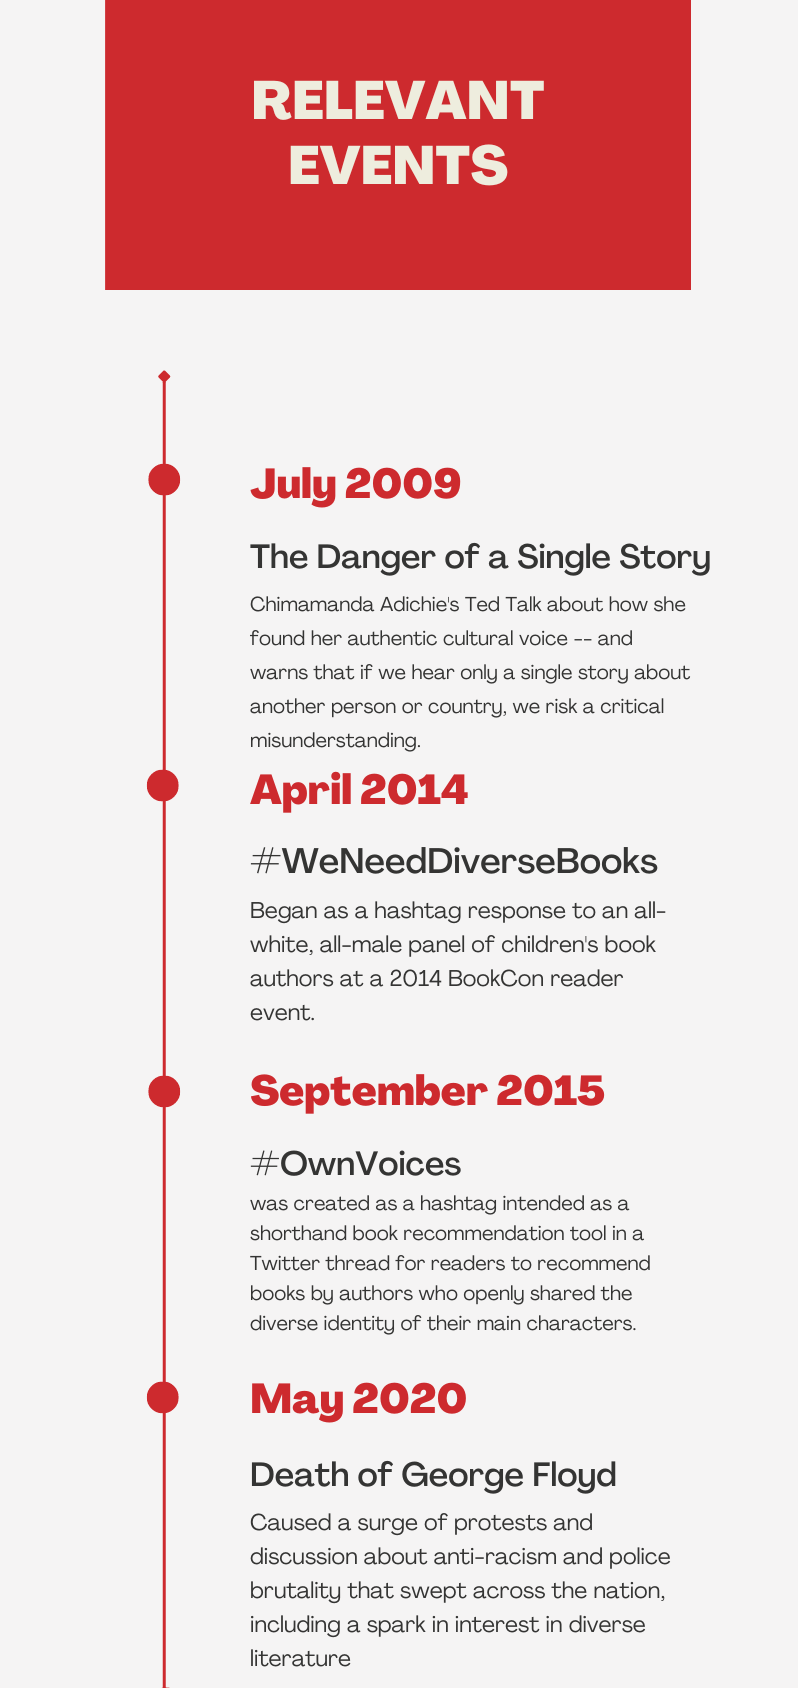 RELEVANT
EVENTS
July 2009
The Danger of a Single Story
Chimamanda Adichie's Ted Talk about how she
found her authentic cultural voice -- and
warns that if we hear only a single story about
another person or country, we risk a critical
misunderstanding.
April 2014
#WeNeedDiverseBooks
Began as a hashtag response to an all-
white, all-male panel of children's book
authors at a 2014 BookCon reader
event.
September 2015
#OwnVoices
was created as a hashtag intended as a
shorthand book recommendation tool in a
Twitter thread for readers to recommend
books by authors who openly shared the
diverse identity of their main characters.
May 2020
Death of George Floyd
Caused a surge of protests and
discussion about anti-racism and police
brutality that swept across the nation,
including a spark in interest in diverse
literature